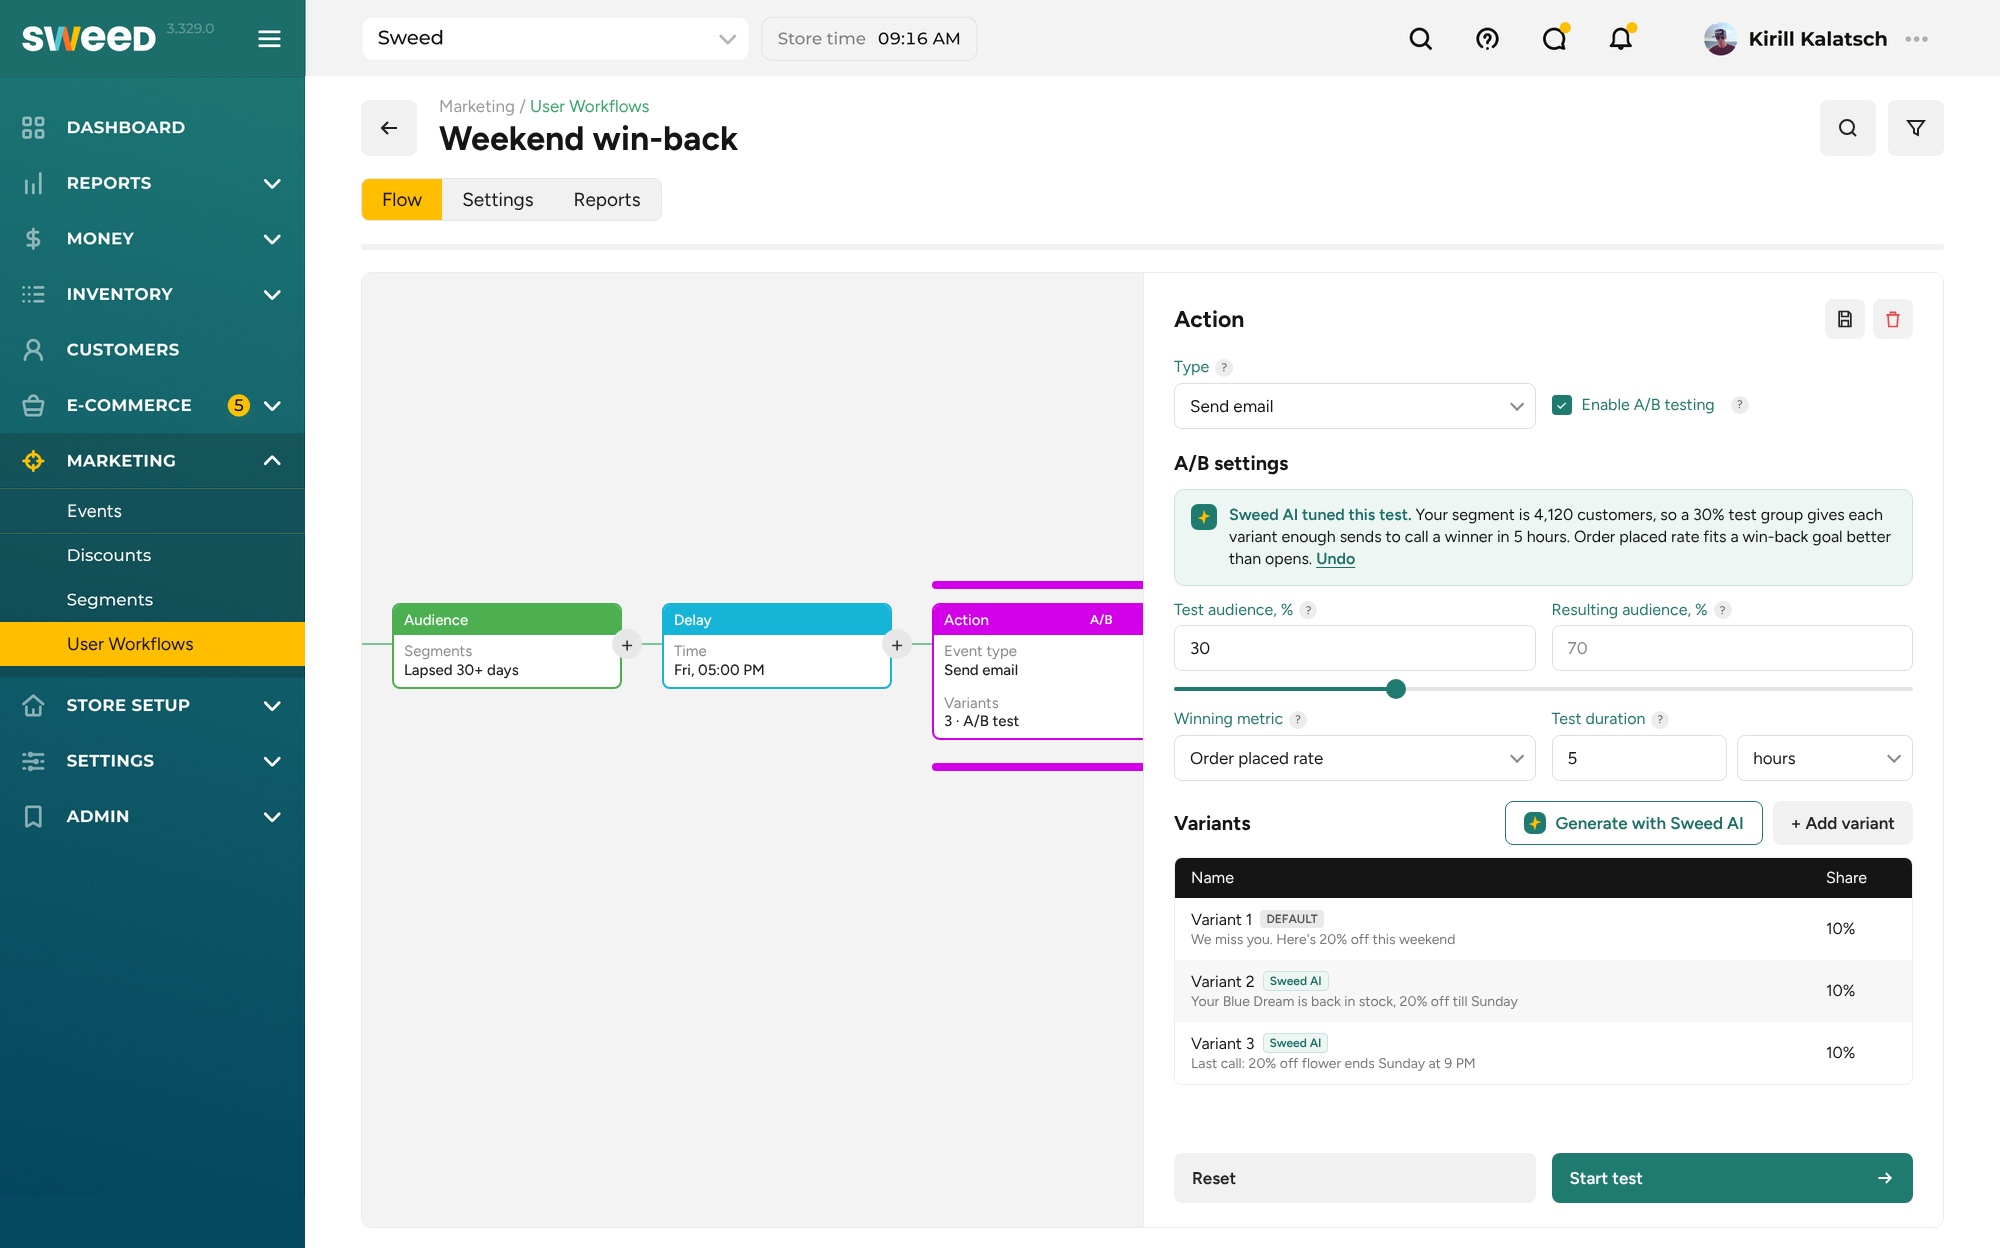 SWEED 3.329.0
Sweed
Store time 09:16 AM
Kirill Kalatsch
DASHBOARD
REPORTS
MONEY
INVENTORY
CUSTOMERS
E-COMMERCE 5
MARKETING
Events
Discounts
Segments
User Workflows
STORE SETUP
SETTINGS
ADMIN
Marketing / User Workflows
Weekend win-back
Flow Settings Reports
Audience
Segments
Lapsed 30+ days
+
Delay
Time
Fri, 05:00 PM
+
Action A/B
Event type
Send email
Variants
3 · A/B test
Action
Type ?
Send email
Enable A/B testing ?
A/B settings
Sweed AI tuned this test. Your segment is 4,120 customers, so a 30% test group gives each
variant enough sends to call a winner in 5 hours. Order placed rate fits a win-back goal better
than opens. Undo
Test audience, % ? Resulting audience, % ?
30 70
Winning metric ? Test duration ?
Order placed rate 5 hours
Variants Generate with Sweed AI + Add variant
Name Share
Variant 1 DEFAULT
We miss you. Here's 20% off this weekend
10%
Variant 2 Sweed AI
Your Blue Dream is back in stock, 20% off till Sunday
10%
Variant 3 Sweed AI
Last call: 20% off flower ends Sunday at 9 PM
10%
Reset Start test